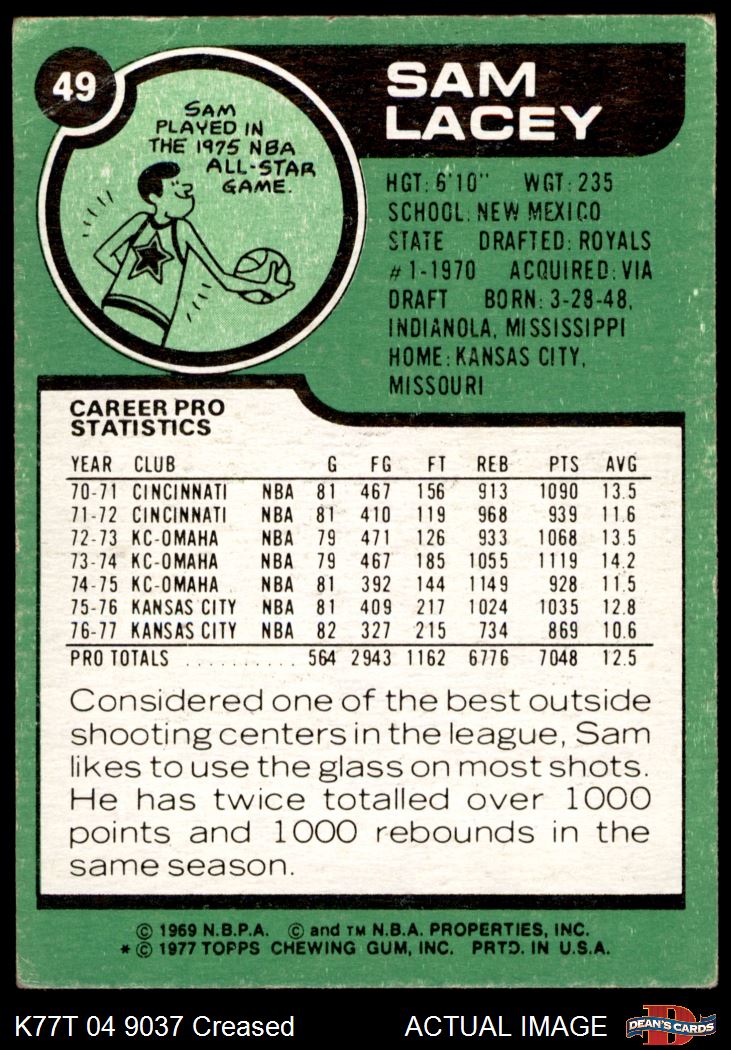 49
SAM
PLAYED IN
THE 1975 NBA
ALL-STAR
GAME.
SAM
LACEY
HGT: 6'10" WGT: 235
SCHOOL: NEW MEXICO
STATE DRAFTED: ROYALS
#1-1970 ACQUIRED: VIA
DRAFT BORN: 3-28-48,
INDIANOLA, MISSISSIPPI
HOME: KANSAS CITY,
MISSOURI
CAREER PRO
STATISTICS
YEAR CLUB G FG FT REB PTS AVG
70-71 CINCINNATI NBA 81 467 156 913 1090 13.5
71-72 CINCINNATI NBA 81 410 119 968 939 11.6
72-73 KC-OMAHA NBA 79 471 126 933 1068 13.5
73-74 KC-OMAHA NBA 79 467 185 1055 1119 14.2
74-75 KC-OMAHA NBA 81 392 144 1149 928 11.5
75-76 KANSAS CITY NBA 81 409 217 1024 1035 12.8
76-77 KANSAS CITY NBA 82 327 215 734 869 10.6
PRO TOTALS .......... 564 2943 1162 6776 7048 12.5
Considered one of the best outside
shooting centers in the league, Sam
likes to use the glass on most shots.
He has twice totalled over 1000
points and 1000 rebounds in the
same season.
© 1969 N.B.P.A. © and TM N.B.A. PROPERTIES, INC.
* © 1977 TOPPS CHEWING GUM, INC. PRTD. IN U.S.A.
K77T 04 9037 Creased ACTUAL IMAGE
D
DEAN'S CARDS